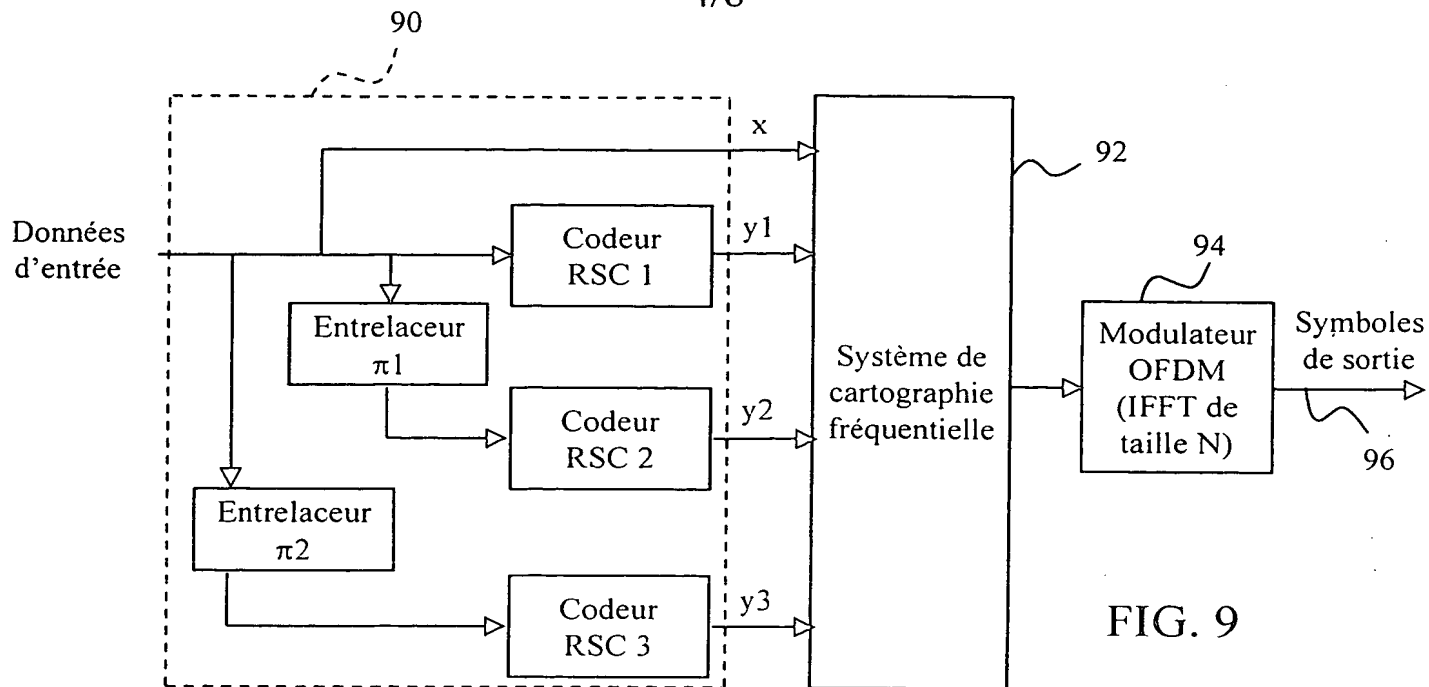 90
x
92
Données
d'entrée
Codeur
RSC 1
y1
94
Entrelaceur
π1
Système de
cartographie
fréquentielle
Modulateur
OFDM
(IFFT de
taille N)
Symboles
de sortie
Codeur
RSC 2
y2
96
Entrelaceur
π2
Codeur
RSC 3
y3
FIG. 9